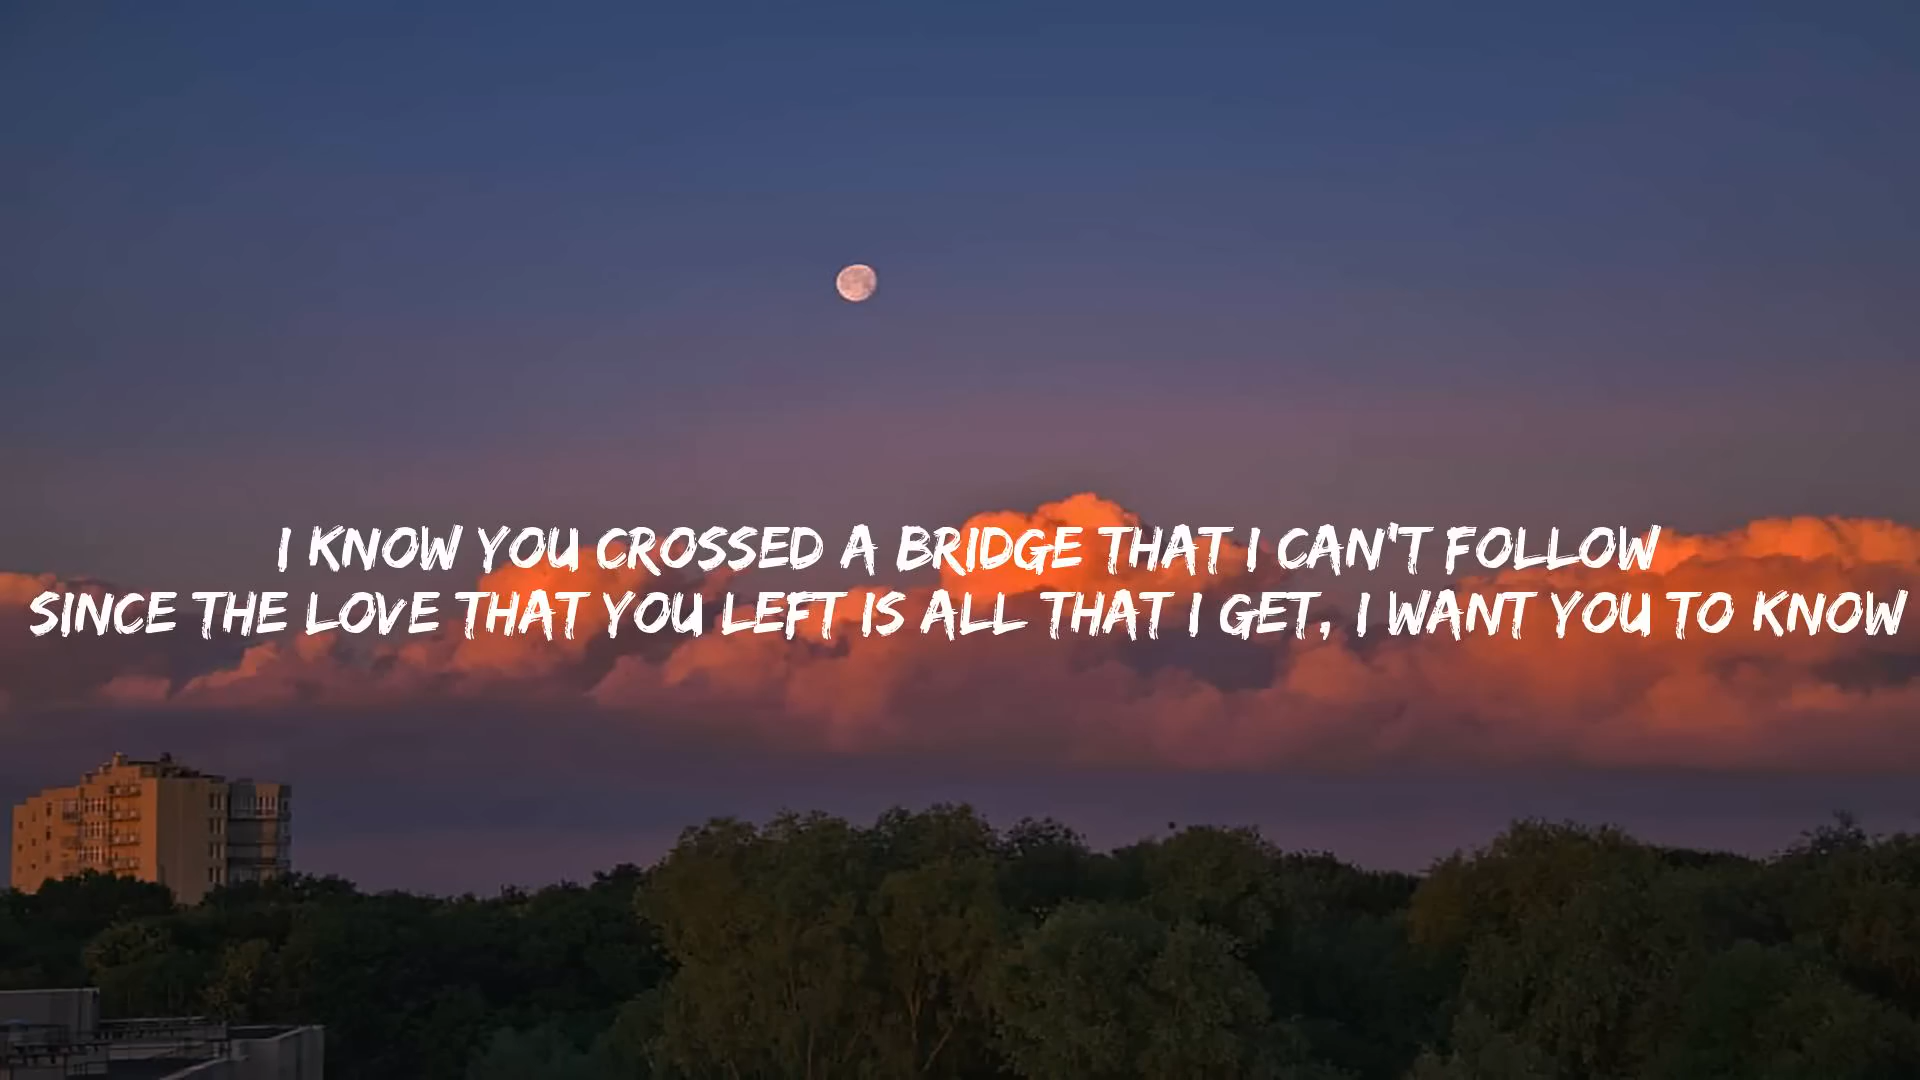 I KNOW YOU CROSSED A BRIDGE THAT I CAN'T FOLLOW
SINCE THE LOVE THAT YOU LEFT IS ALL THAT I GET, I WANT YOU TO KNOW